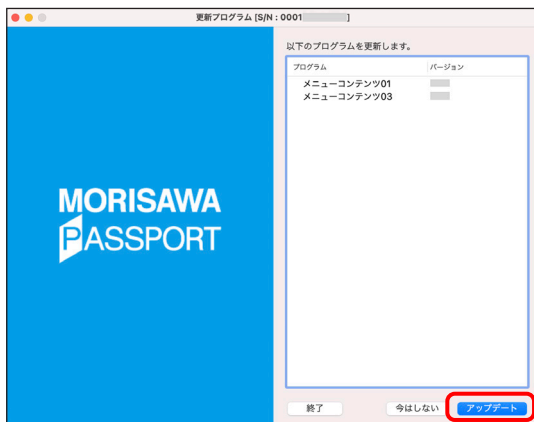 更新プログラム [S/N : 0001 ]
MORISAWA
PASSPORT
以下のプログラムを更新します。
プログラム バージョン
メニューコンテンツ01
メニューコンテンツ03
終了 今はしない アップデート